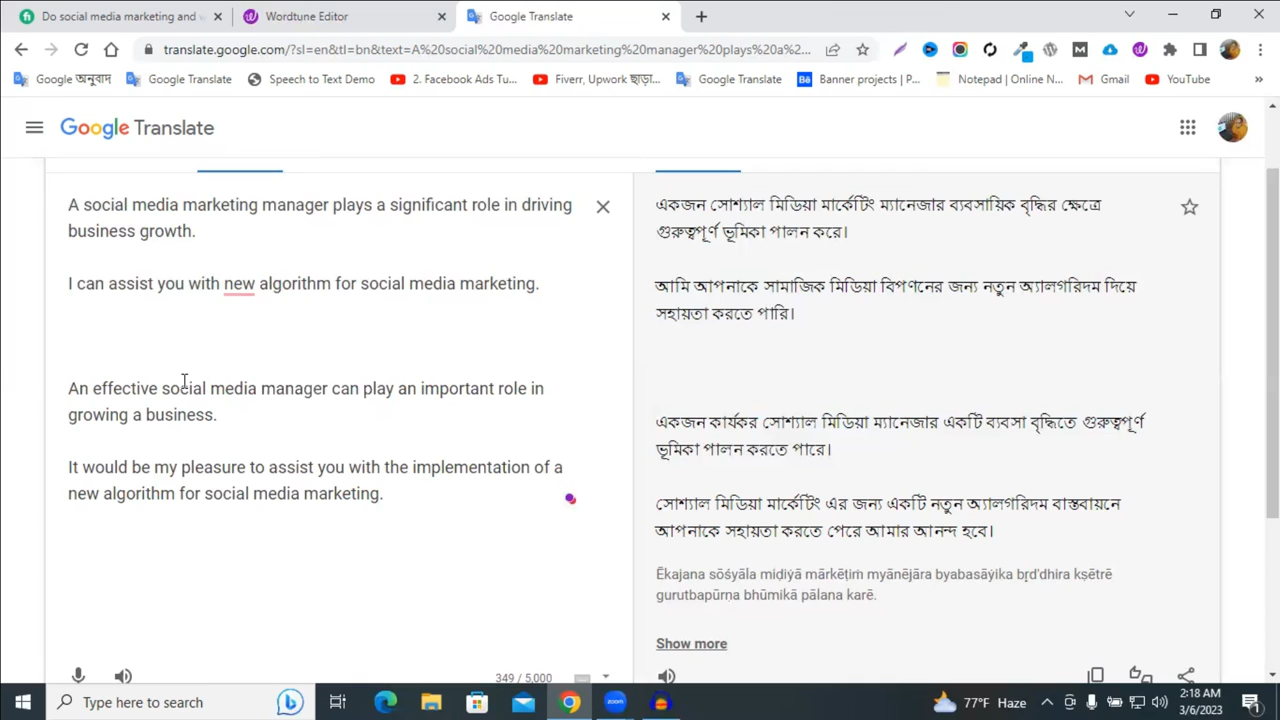 Do social media marketing and
Wordtune Editor
Google Translate
translate.google.com/?sl=en&tl=bn&text=A%20social%20media%20marketing%20manager%20plays%20a%2...
Google অনুবাদ
Google Translate
Speech to Text Demo
2. Facebook Ads Tu...
Fiverr, Upwork ছাড়া...
Google Translate
Banner projects | P...
Notepad | Online N...
Gmail
YouTube
Google Translate
A social media marketing manager plays a significant role in driving
business growth.
I can assist you with new algorithm for social media marketing.
An effective social media manager can play an important role in
growing a business.
It would be my pleasure to assist you with the implementation of a
new algorithm for social media marketing.
349 / 5,000
একজন সোশ্যাল মিডিয়া মার্কেটিং ম্যানেজার ব্যবসায়িক বৃদ্ধির ক্ষেত্রে
গুরুত্বপূর্ণ ভূমিকা পালন করে।
আমি আপনাকে সামাজিক মিডিয়া বিপণনের জন্য নতুন অ্যালগরিদম দিয়ে
সহায়তা করতে পারি।
একজন কার্যকর সোশ্যাল মিডিয়া ম্যানেজার একটি ব্যবসা বৃদ্ধিতে গুরুত্বপূর্ণ
ভূমিকা পালন করতে পারে।
সোশ্যাল মিডিয়া মার্কেটিং এর জন্য একটি নতুন অ্যালগরিদম বাস্তবায়নে
আপনাকে সহায়তা করতে পেরে আমার আনন্দ হবে।
Ēkajana sōśyāla miḍiẏā mārkēṭiṁ myānējāra byabasāẏika br̥d'dhira kṣētrē
gurutbapūrṇa bhūmikā pālana karē.
Show more
Type here to search
zoom
77°F Haze
2:18 AM
3/6/2023
1